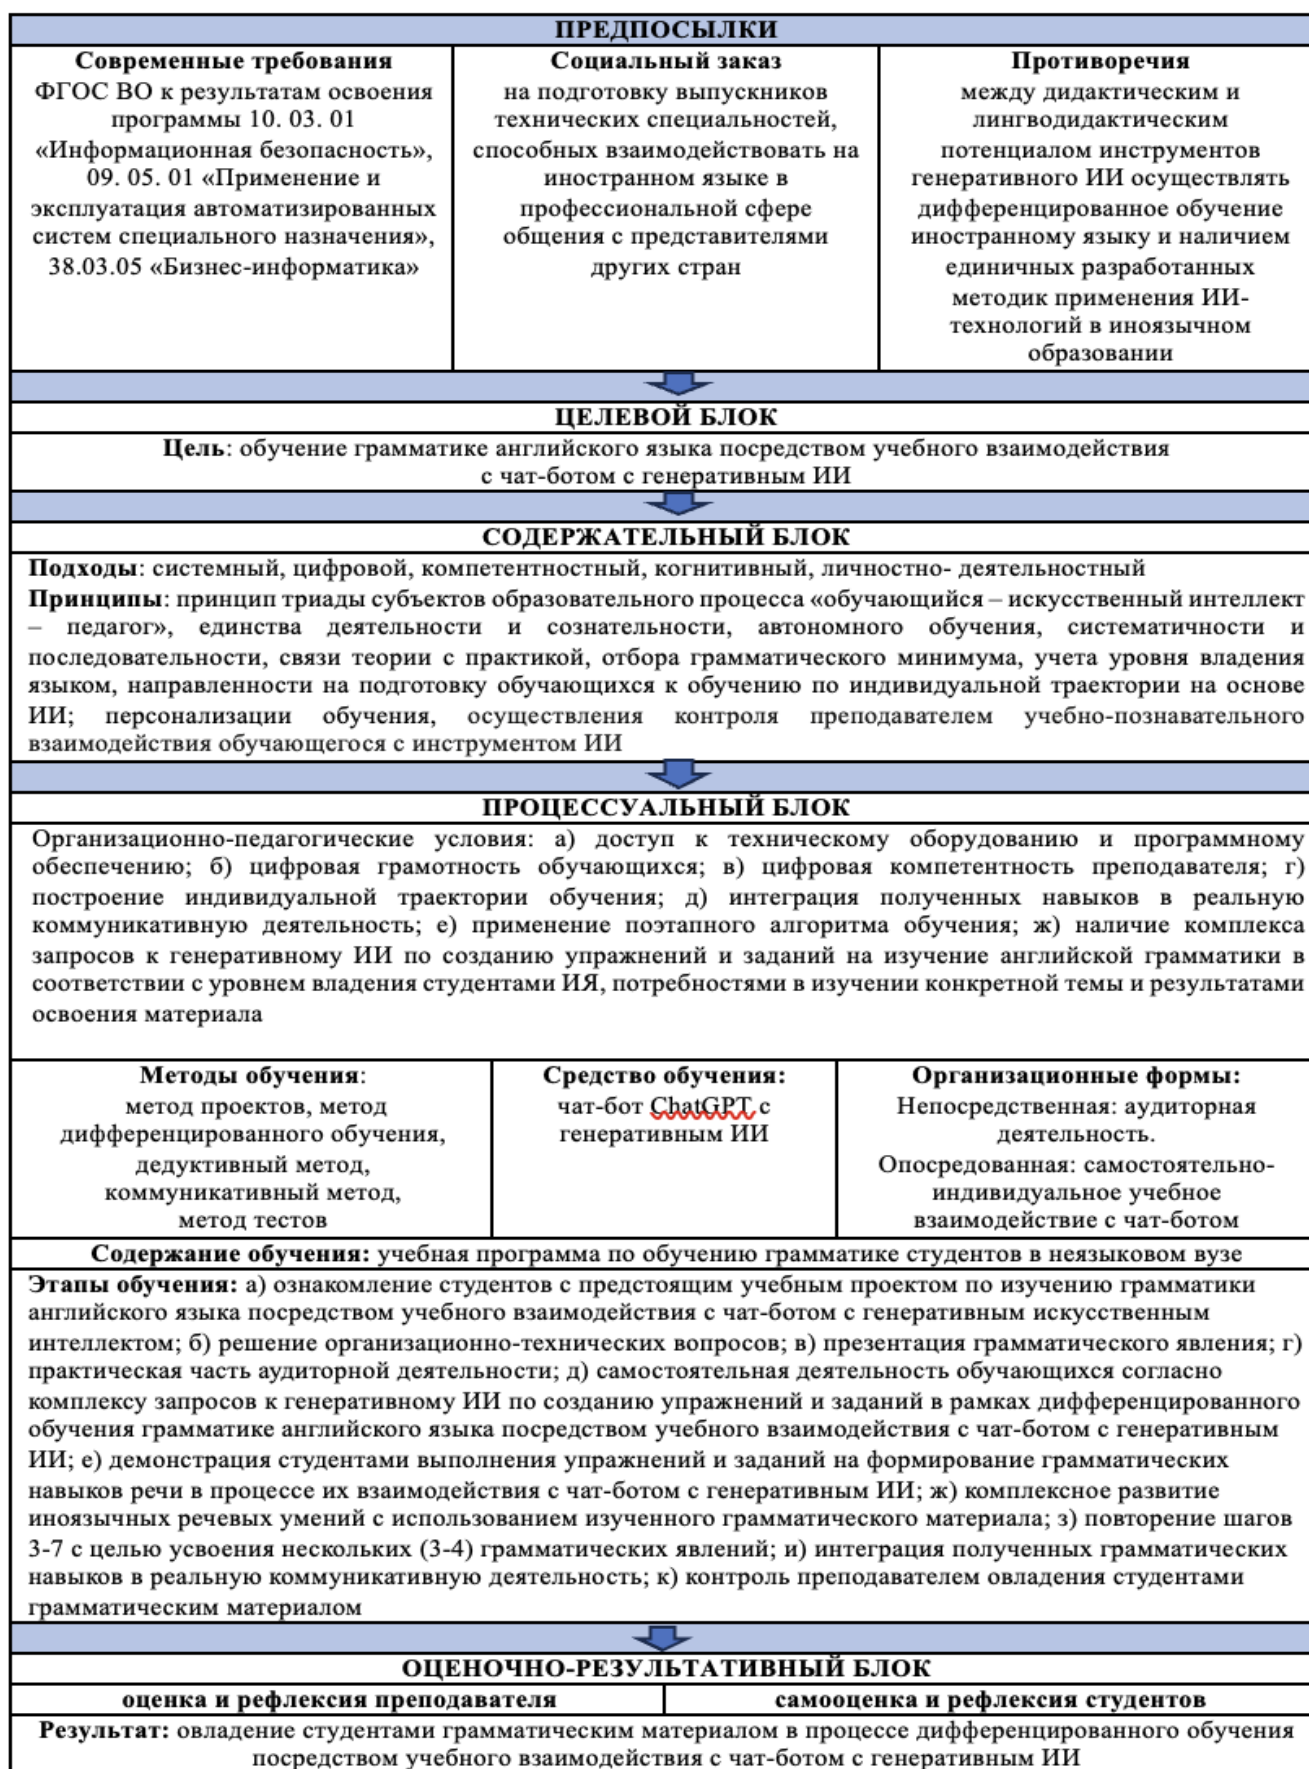 ПРЕДПОСЫЛКИ
Современные требования
ФГОС ВО к результатам освоения
программы 10. 03. 01
«Информационная безопасность»,
09. 05. 01 «Применение и
эксплуатация автоматизированных
систем специального назначения»,
38.03.05 «Бизнес-информатика»
Социальный заказ
на подготовку выпускников
технических специальностей,
способных взаимодействовать на
иностранном языке в
профессиональной сфере
общения с представителями
других стран
Противоречия
между дидактическим и
лингводидактическим
потенциалом инструментов
генеративного ИИ осуществлять
дифференцированное обучение
иностранному языку и наличием
единичных разработанных
методик применения ИИ-
технологий в иноязычном
образовании
ЦЕЛЕВОЙ БЛОК
Цель: обучение грамматике английского языка посредством учебного взаимодействия
с чат-ботом с генеративным ИИ
СОДЕРЖАТЕЛЬНЫЙ БЛОК
Подходы: системный, цифровой, компетентностный, когнитивный, личностно- деятельностный
Принципы: принцип триады субъектов образовательного процесса «обучающийся – искусственный интеллект
– педагог», единства деятельности и сознательности, автономного обучения, систематичности и
последовательности, связи теории с практикой, отбора грамматического минимума, учета уровня владения
языком, направленности на подготовку обучающихся к обучению по индивидуальной траектории на основе
ИИ; персонализации обучения, осуществления контроля преподавателем учебно-познавательного
взаимодействия обучающегося с инструментом ИИ
ПРОЦЕССУАЛЬНЫЙ БЛОК
Организационно-педагогические условия: а) доступ к техническому оборудованию и программному
обеспечению; б) цифровая грамотность обучающихся; в) цифровая компетентность преподавателя; г)
построение индивидуальной траектории обучения; д) интеграция полученных навыков в реальную
коммуникативную деятельность; е) применение поэтапного алгоритма обучения; ж) наличие комплекса
запросов к генеративному ИИ по созданию упражнений и заданий на изучение английской грамматики в
соответствии с уровнем владения студентами ИЯ, потребностями в изучении конкретной темы и результатами
освоения материала
Методы обучения:
метод проектов, метод
дифференцированного обучения,
дедуктивный метод,
коммуникативный метод,
метод тестов
Средство обучения:
чат-бот ChatGPT с
генеративным ИИ
Организационные формы:
Непосредственная: аудиторная
деятельность.
Опосредованная: самостоятельно-
индивидуальное учебное
взаимодействие с чат-ботом
Содержание обучения: учебная программа по обучению грамматике студентов в неязыковом вузе
Этапы обучения: а) ознакомление студентов с предстоящим учебным проектом по изучению грамматики
английского языка посредством учебного взаимодействия с чат-ботом с генеративным искусственным
интеллектом; б) решение организационно-технических вопросов; в) презентация грамматического явления; г)
практическая часть аудиторной деятельности; д) самостоятельная деятельность обучающихся согласно
комплексу запросов к генеративному ИИ по созданию упражнений и заданий в рамках дифференцированного
обучения грамматике английского языка посредством учебного взаимодействия с чат-ботом с генеративным
ИИ; е) демонстрация студентами выполнения упражнений и заданий на формирование грамматических
навыков речи в процессе их взаимодействия с чат-ботом с генеративным ИИ; ж) комплексное развитие
иноязычных речевых умений с использованием изученного грамматического материала; з) повторение шагов
3-7 с целью усвоения нескольких (3-4) грамматических явлений; и) интеграция полученных грамматических
навыков в реальную коммуникативную деятельность; к) контроль преподавателем овладения студентами
грамматическим материалом
ОЦЕНОЧНО-РЕЗУЛЬТАТИВНЫЙ БЛОК
оценка и рефлексия преподавателя
самооценка и рефлексия студентов
Результат: овладение студентами грамматическим материалом в процессе дифференцированного обучения
посредством учебного взаимодействия с чат-ботом с генеративным ИИ